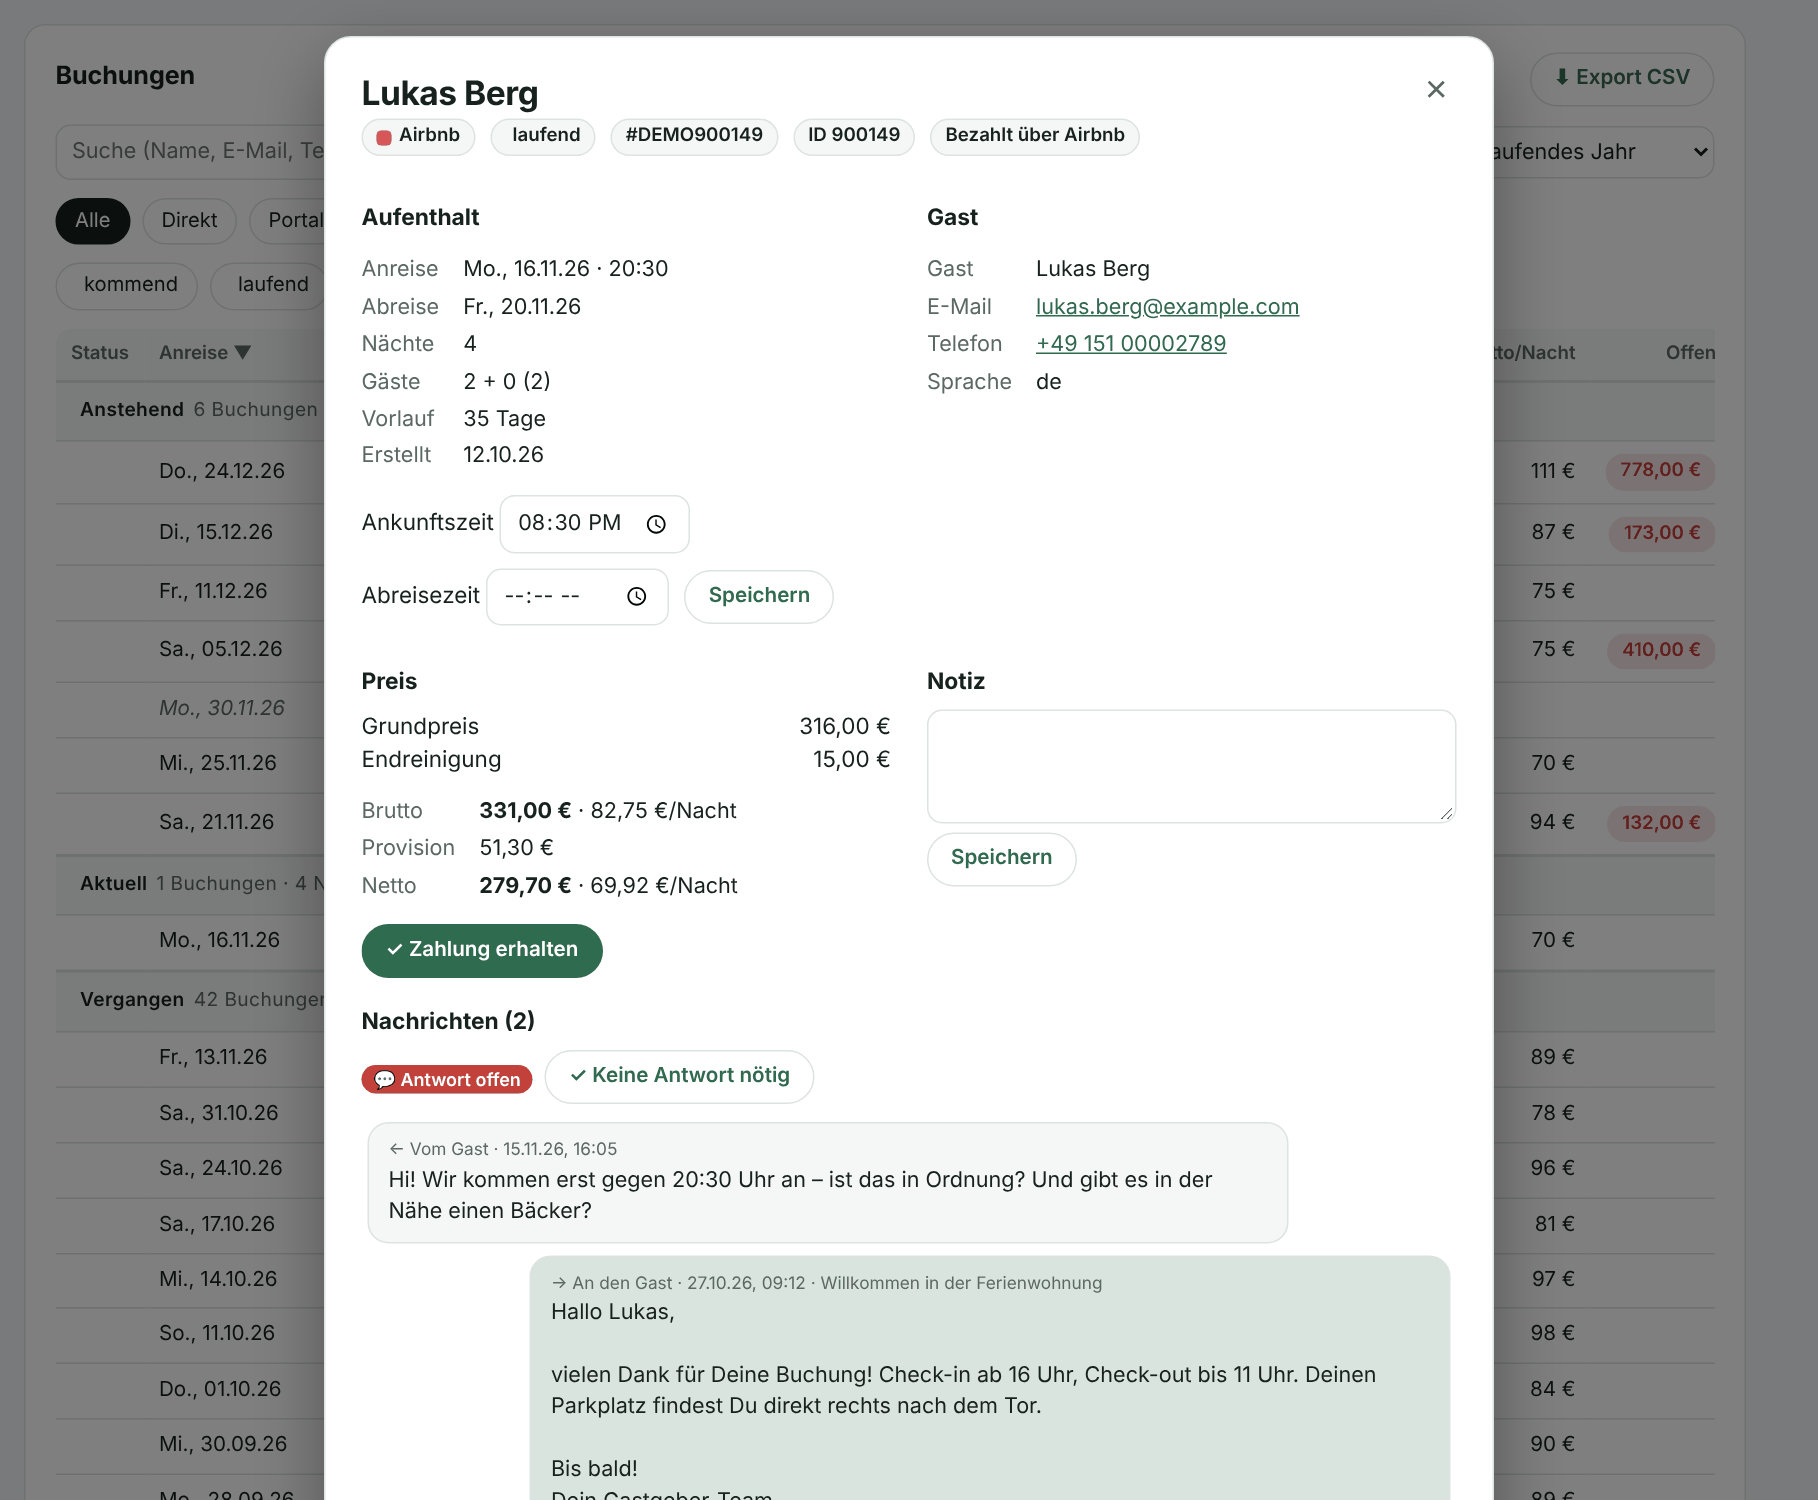 Buchungen
⬇ Export CSV
Suche (Name, E-Mail, Te
aufendes Jahr
Alle
Direkt
Portal
kommend
laufend
Status
Anreise ▼
to/Nacht
Offen
Anstehend 6 Buchungen
Do., 24.12.26
111 €
778,00 €
Di., 15.12.26
87 €
173,00 €
Fr., 11.12.26
75 €
Sa., 05.12.26
75 €
410,00 €
Mo., 30.11.26
Mi., 25.11.26
70 €
Sa., 21.11.26
94 €
132,00 €
Aktuell 1 Buchungen · 4 N
Mo., 16.11.26
70 €
Vergangen 42 Buchungen
Fr., 13.11.26
89 €
Sa., 31.10.26
78 €
Sa., 24.10.26
96 €
Sa., 17.10.26
81 €
Mi., 14.10.26
97 €
So., 11.10.26
98 €
Do., 01.10.26
84 €
Mi., 30.09.26
90 €
Mo., 28.09.26
89 €
Lukas Berg
✕
Airbnb
laufend
#DEMO900149
ID 900149
Bezahlt über Airbnb
Aufenthalt
Anreise Mo., 16.11.26 · 20:30
Abreise Fr., 20.11.26
Nächte 4
Gäste 2 + 0 (2)
Vorlauf 35 Tage
Erstellt 12.10.26
Gast
Gast Lukas Berg
E-Mail lukas.berg@example.com
Telefon +49 151 00002789
Sprache de
Ankunftszeit 08:30 PM
Abreisezeit --:-- --
Speichern
Preis
Grundpreis 316,00 €
Endreinigung 15,00 €
Brutto 331,00 € · 82,75 €/Nacht
Provision 51,30 €
Netto 279,70 € · 69,92 €/Nacht
✓ Zahlung erhalten
Notiz
Speichern
Nachrichten (2)
💬 Antwort offen
✓ Keine Antwort nötig
← Vom Gast · 15.11.26, 16:05
Hi! Wir kommen erst gegen 20:30 Uhr an – ist das in Ordnung? Und gibt es in der
Nähe einen Bäcker?
→ An den Gast · 27.10.26, 09:12 · Willkommen in der Ferienwohnung
Hallo Lukas,
vielen Dank für Deine Buchung! Check-in ab 16 Uhr, Check-out bis 11 Uhr. Deinen
Parkplatz findest Du direkt rechts nach dem Tor.
Bis bald!
Dein Gastgeber-Team